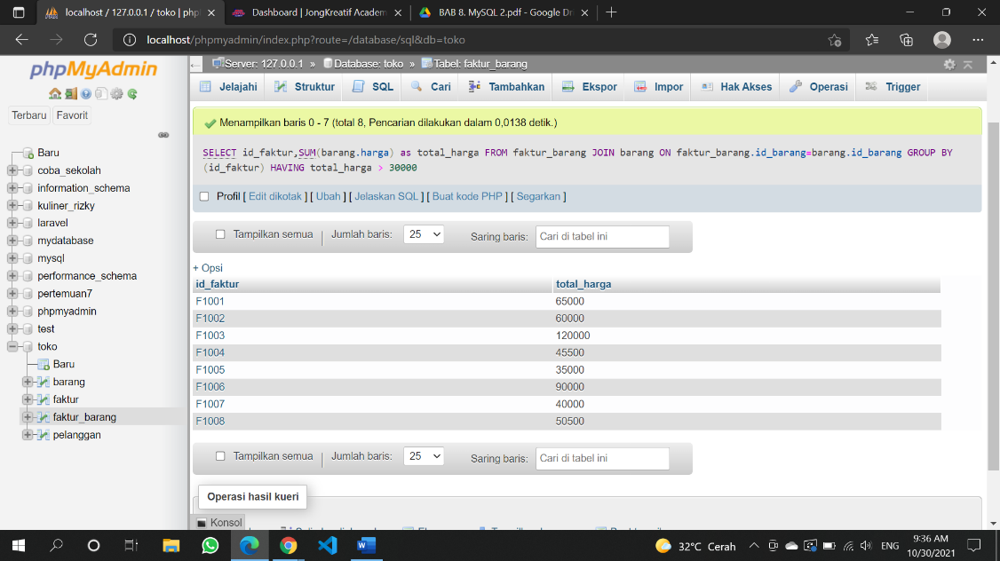 localhost / 127.0.0.1 / toko | php
Dashboard | JongKreatif Academ
BAB 8. MySQL 2.pdf - Google Dr
localhost/phpmyadmin/index.php?route=/database/sql&db=toko
phpMyAdmin
Terbaru Favorit
Baru
coba_sekolah
information_schema
kuliner_rizky
laravel
mydatabase
mysql
performance_schema
pertemuan7
phpmyadmin
test
toko
Baru
barang
faktur
faktur_barang
pelanggan
Server: 127.0.0.1 » Database: toko » Tabel: faktur_barang
Jelajahi Struktur SQL Cari Tambahkan Ekspor Impor Hak Akses Operasi Trigger
Menampilkan baris 0 - 7 (total 8, Pencarian dilakukan dalam 0,0138 detik.)
SELECT id_faktur,SUM(barang.harga) as total_harga FROM faktur_barang JOIN barang ON faktur_barang.id_barang=barang.id_barang GROUP BY
(id_faktur) HAVING total_harga > 30000
Profil [ Edit dikotak ] [ Ubah ] [ Jelaskan SQL ] [ Buat kode PHP ] [ Segarkan ]
Tampilkan semua | Jumlah baris: 25 Saring baris: Cari di tabel ini
+ Opsi
id_faktur total_harga
F1001 65000
F1002 60000
F1003 120000
F1004 45500
F1005 35000
F1006 90000
F1007 40000
F1008 50500
Tampilkan semua | Jumlah baris: 25 Saring baris: Cari di tabel ini
Operasi hasil kueri
Konsol
32°C Cerah ENG
9:36 AM
10/30/2021